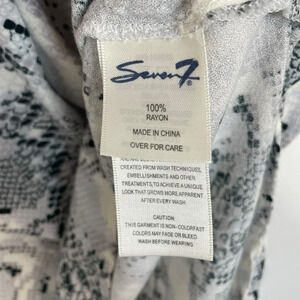 Seven7®
100%
RAYON
MADE IN CHINA
OVER FOR CARE
CREATED FROM WASH TECHNIQUES,
EMBELLISHMENTS AND OTHER
TREATMENTS, TO ACHIEVE A UNIQUE
LOOK THAT GROWS MORE APPARENT
AFTER EVERY WASH
CAUTION
THIS GARMENT IS NON-COLORFAST
COLORS MAY FADE OR BLEED
WASH BEFORE WEARING